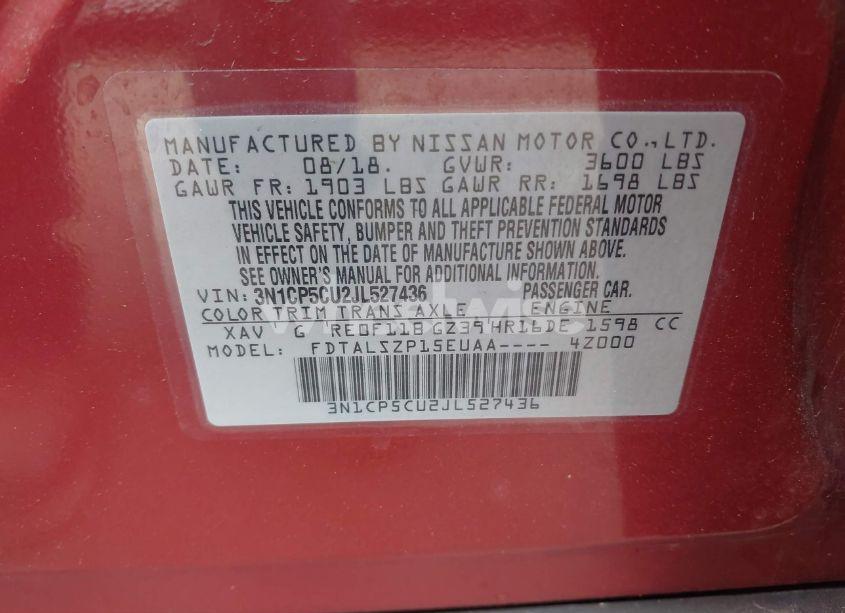 MANUFACTURED BY NISSAN MOTOR CO.,LTD.
DATE: 08/18. GVWR: 3600 LBS
GAWR FR: 1903 LBS GAWR RR: 1698 LBS
THIS VEHICLE CONFORMS TO ALL APPLICABLE FEDERAL MOTOR
VEHICLE SAFETY, BUMPER AND THEFT PREVENTION STANDARDS
IN EFFECT ON THE DATE OF MANUFACTURE SHOWN ABOVE.
SEE OWNER'S MANUAL FOR ADDITIONAL INFORMATION.
VIN: 3N1CP5CU2JL527436 PASSENGER CAR.
COLOR TRIM TRANS AXLE ENGINE
XAV G RE0F11B GZ39 HR16DE 1598 CC
MODEL: FDTALSZP15EUAA---- 4Z000
3N1CP5CU2JL527436